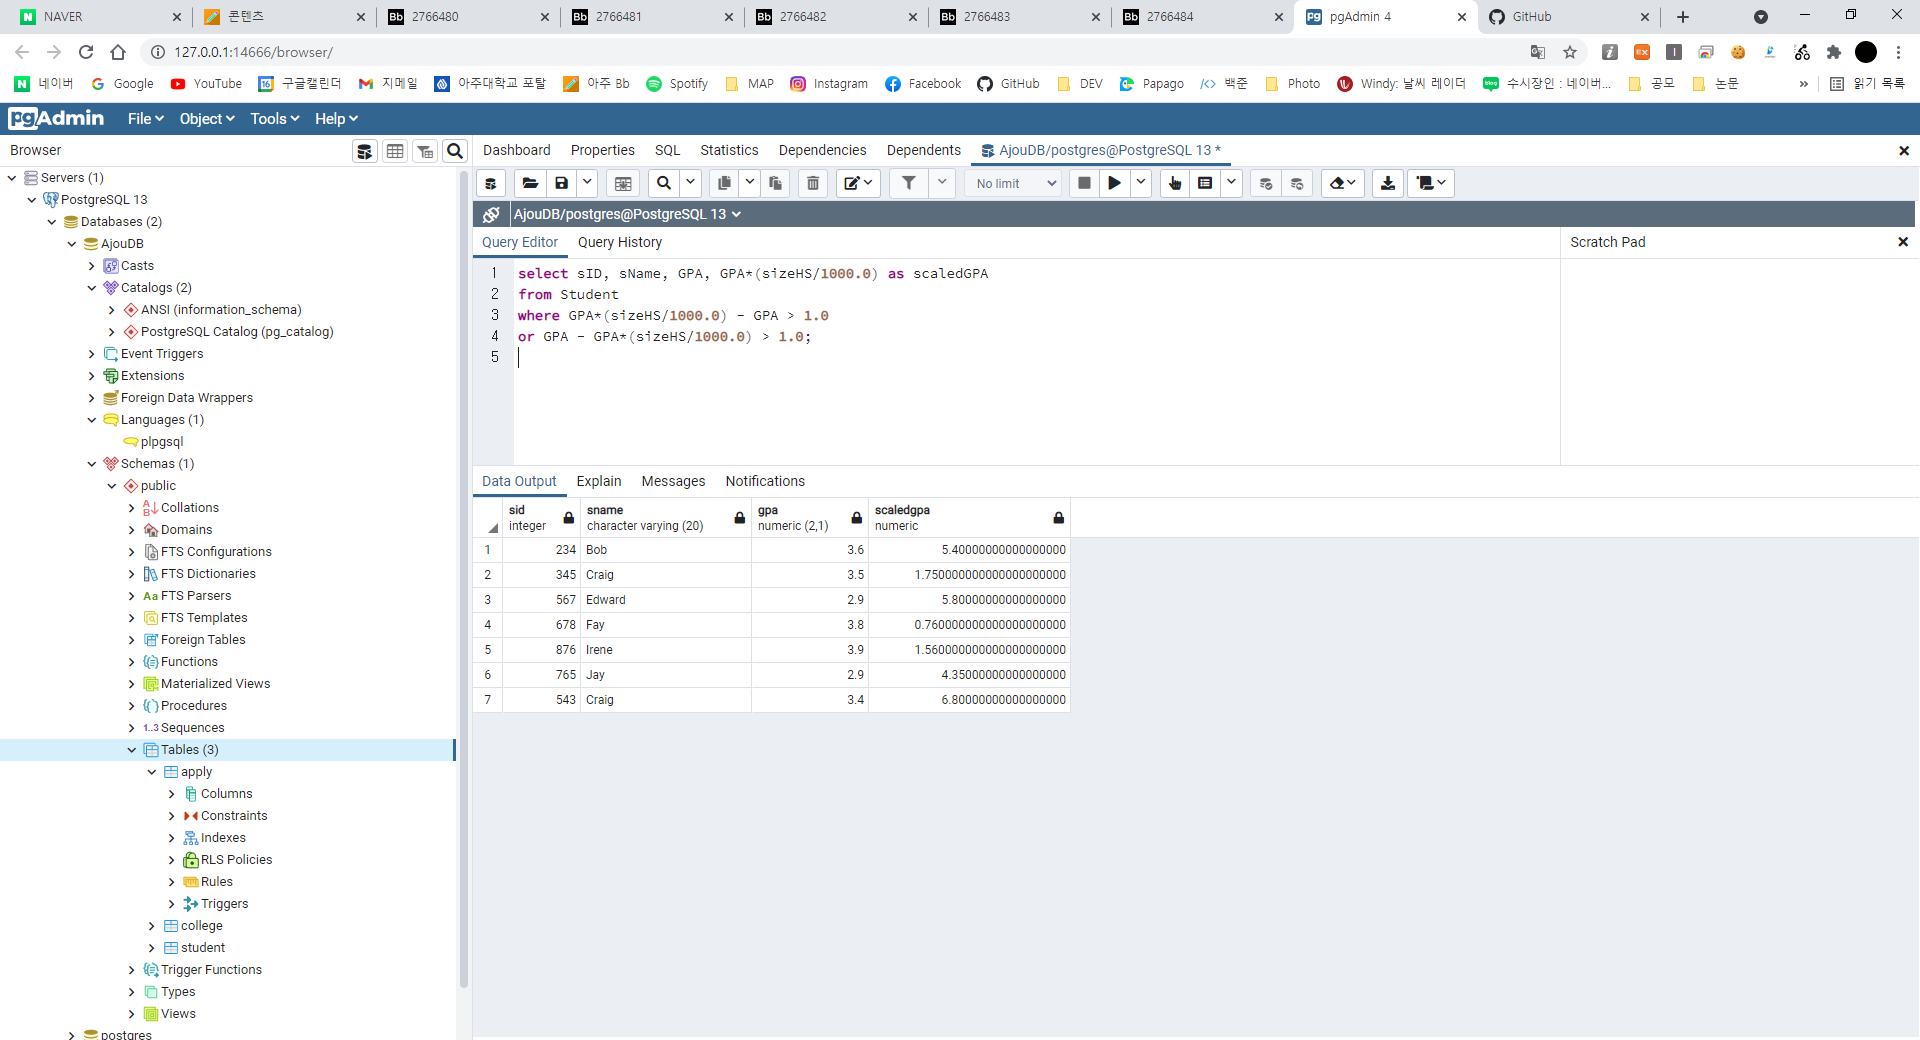 NAVER
콘텐츠
2766480
2766481
2766482
2766483
2766484
pgAdmin 4
GitHub
127.0.0.1:14666/browser/
네이버
Google
YouTube
구글캘린더
지메일
아주대학교 포탈
아주 Bb
Spotify
MAP
Instagram
Facebook
GitHub
DEV
Papago
백준
Photo
Windy: 날씨 레이더
수시장인 : 네이버...
공모
논문
»
읽기 목록
pgAdmin
File
Object
Tools
Help
Browser
Dashboard
Properties
SQL
Statistics
Dependencies
Dependents
AjouDB/postgres@PostgreSQL 13 *
No limit
AjouDB/postgres@PostgreSQL 13
Query Editor
Query History
Scratch Pad
1 select sID, sName, GPA, GPA*(sizeHS/1000.0) as scaledGPA
2 from Student
3 where GPA*(sizeHS/1000.0) - GPA > 1.0
4 or GPA - GPA*(sizeHS/1000.0) > 1.0;
5
Data Output
Explain
Messages
Notifications
sid integer
sname character varying (20)
gpa numeric (2,1)
scaledgpa numeric
1 234 Bob 3.6 5.40000000000000000
2 345 Craig 3.5 1.750000000000000000
3 567 Edward 2.9 5.80000000000000000
4 678 Fay 3.8 0.760000000000000000
5 876 Irene 3.9 1.560000000000000000
6 765 Jay 2.9 4.35000000000000000
7 543 Craig 3.4 6.80000000000000000
Servers (1)
PostgreSQL 13
Databases (2)
AjouDB
Casts
Catalogs (2)
ANSI (information_schema)
PostgreSQL Catalog (pg_catalog)
Event Triggers
Extensions
Foreign Data Wrappers
Languages (1)
plpgsql
Schemas (1)
public
Collations
Domains
FTS Configurations
FTS Dictionaries
FTS Parsers
FTS Templates
Foreign Tables
Functions
Materialized Views
Procedures
Sequences
Tables (3)
apply
Columns
Constraints
Indexes
RLS Policies
Rules
Triggers
college
student
Trigger Functions
Types
Views
postgres